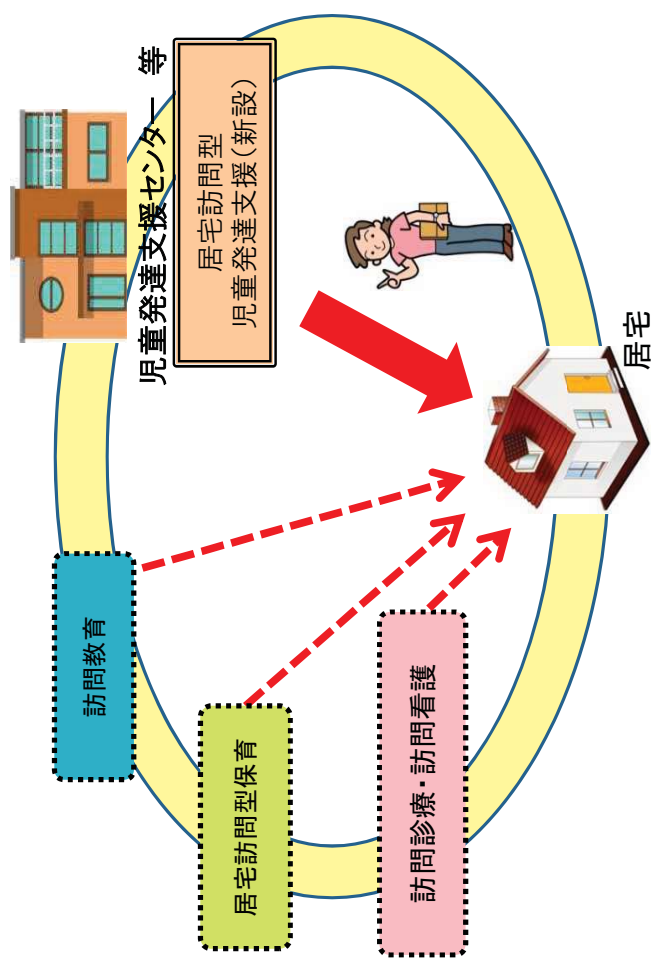 児童発達支援センター 等
居宅訪問型
児童発達支援(新設)
訪問教育
居宅訪問型保育
訪問診療・訪問看護
居宅